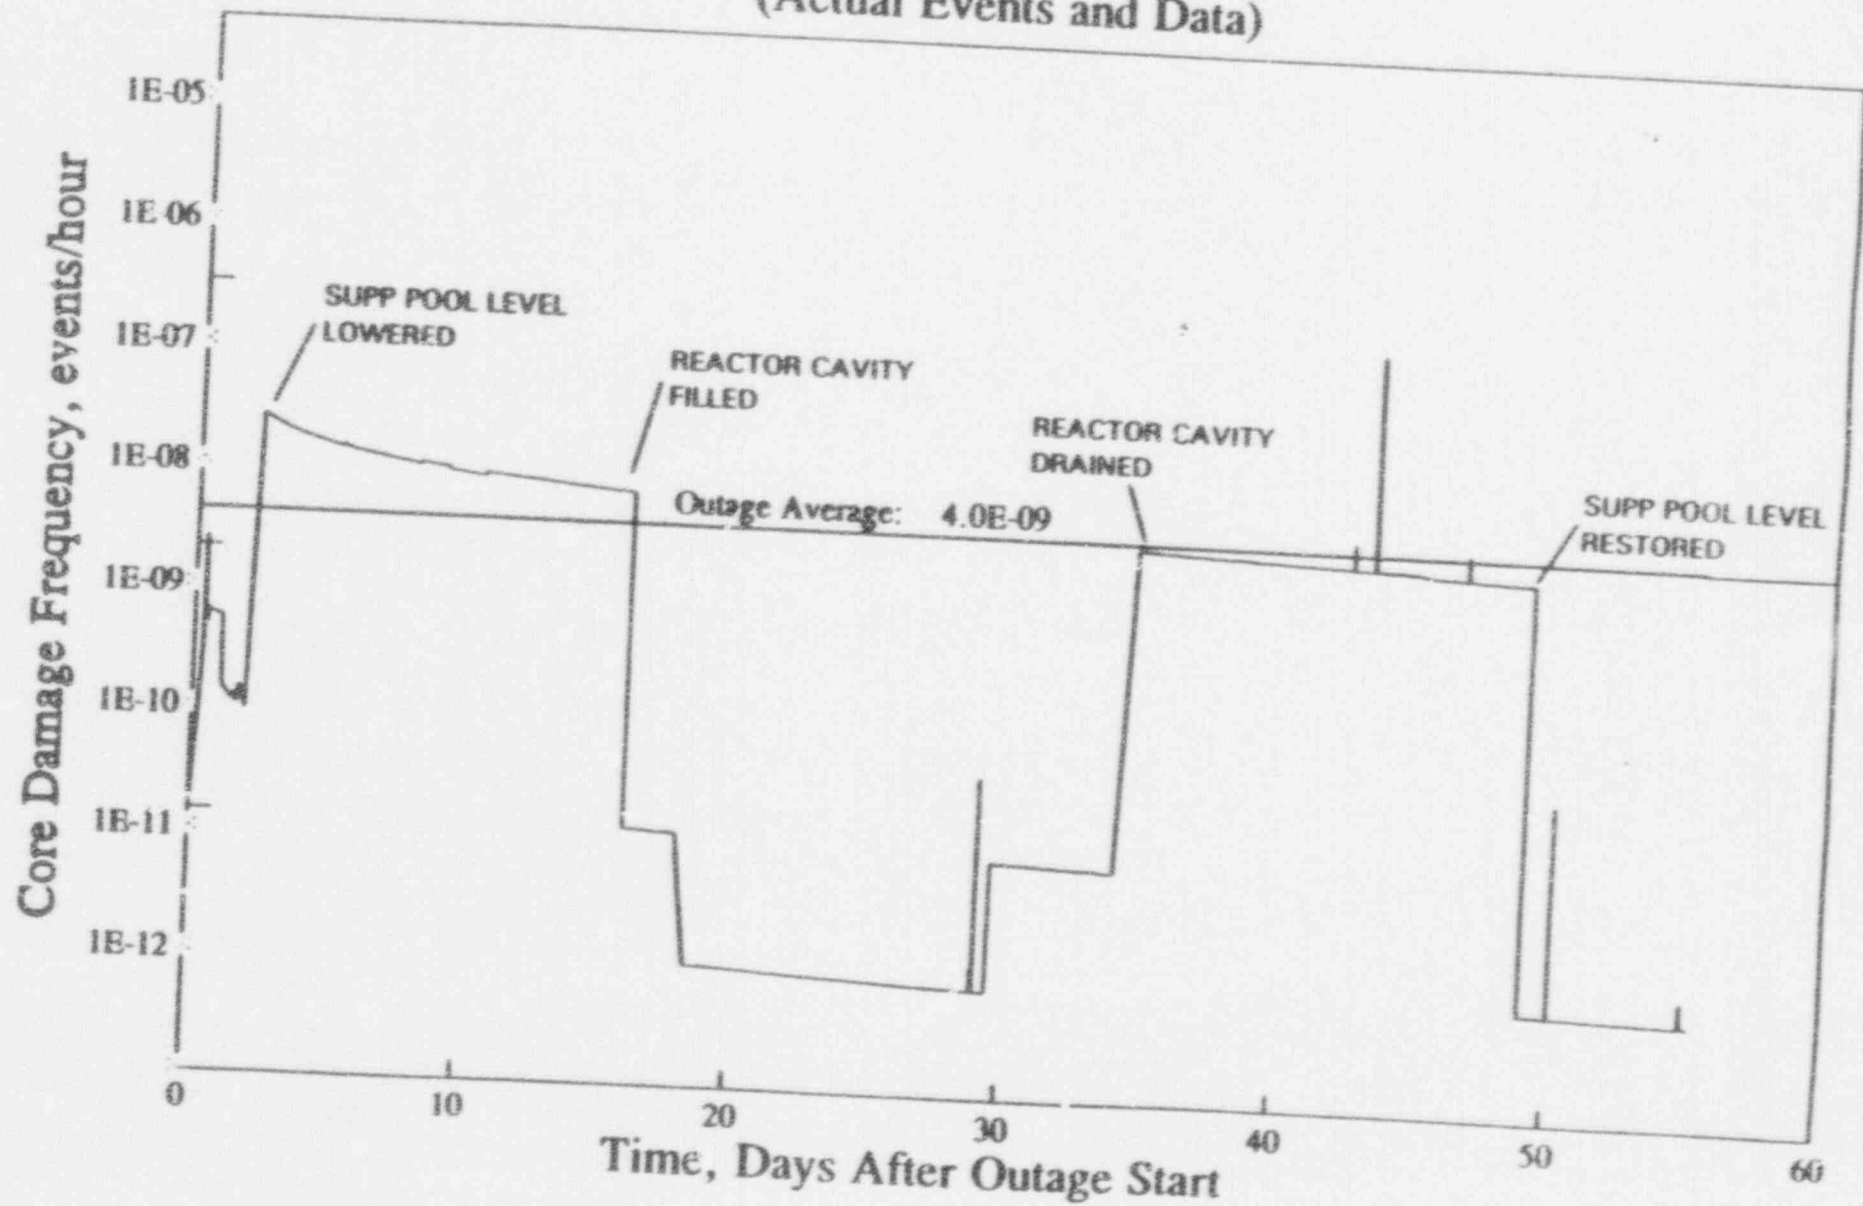 (Actual Events and Data)
1E-05
1E-06
1E-07
1E-08
1E-09
1E-10
1E-11
1E-12
Core Damage Frequency, events/hour
SUPP POOL LEVEL
LOWERED
REACTOR CAVITY
FILLED
Outage Average: 4.0E-09
REACTOR CAVITY
DRAINED
SUPP POOL LEVEL
RESTORED
0
10
20
30
40
50
60
Time, Days After Outage Start